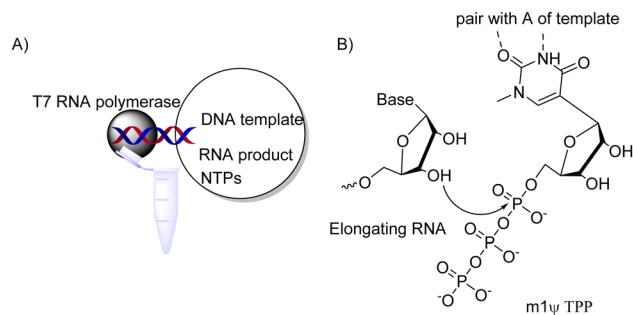 A)
T7 RNA polymerase
DNA template
RNA product
NTPs
B)
pair with A of template
O
NH
O
N
Base
O
OH
OH
O
Elongating RNA
O
OH
OH
O
O
P
O-
O
O
P
O-
O
O
P
O-
-O
m1ψ TPP